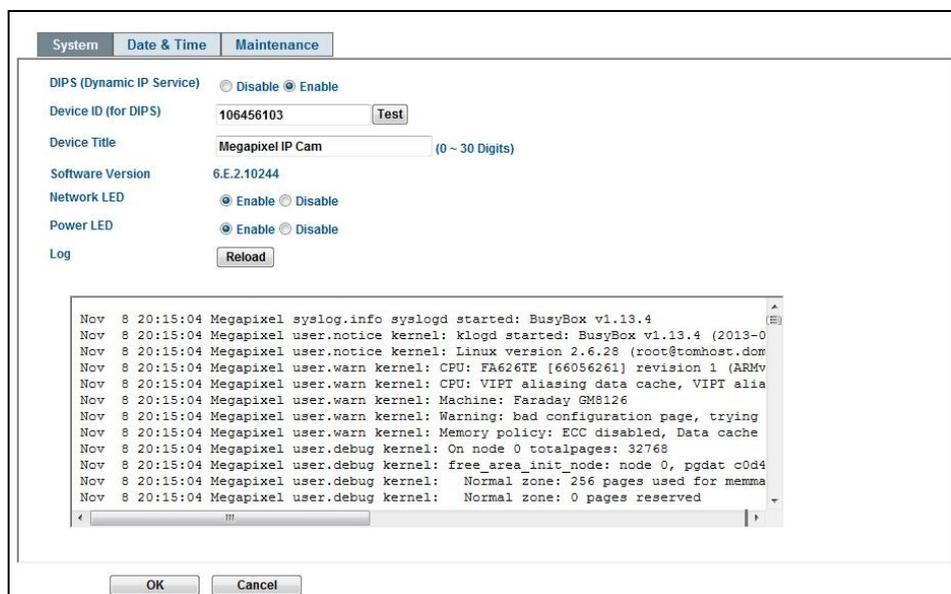 System Date & Time Maintenance
DIPS (Dynamic IP Service) Disable Enable
Device ID (for DIPS) 106456103 Test
Device Title Megapixel IP Cam (0 ~ 30 Digits)
Software Version 6.E.2.10244
Network LED Enable Disable
Power LED Enable Disable
Log Reload
Nov 8 20:15:04 Megapixel syslog.info syslogd started: BusyBox v1.13.4
Nov 8 20:15:04 Megapixel user.notice kernel: klogd started: BusyBox v1.13.4 (2013-0
Nov 8 20:15:04 Megapixel user.notice kernel: Linux version 2.6.28 (root@tomhost.dom
Nov 8 20:15:04 Megapixel user.warn kernel: CPU: FA626TE [66056261] revision 1 (ARMv
Nov 8 20:15:04 Megapixel user.warn kernel: CPU: VIPT aliasing data cache, VIPT alia
Nov 8 20:15:04 Megapixel user.warn kernel: Machine: Faraday GM8126
Nov 8 20:15:04 Megapixel user.warn kernel: Warning: bad configuration page, trying
Nov 8 20:15:04 Megapixel user.warn kernel: Memory policy: ECC disabled, Data cache
Nov 8 20:15:04 Megapixel user.debug kernel: On node 0 totalpages: 32768
Nov 8 20:15:04 Megapixel user.debug kernel: free_area_init_node: node 0, pgdat c0d4
Nov 8 20:15:04 Megapixel user.debug kernel: Normal zone: 256 pages used for memma
Nov 8 20:15:04 Megapixel user.debug kernel: Normal zone: 0 pages reserved
OK Cancel